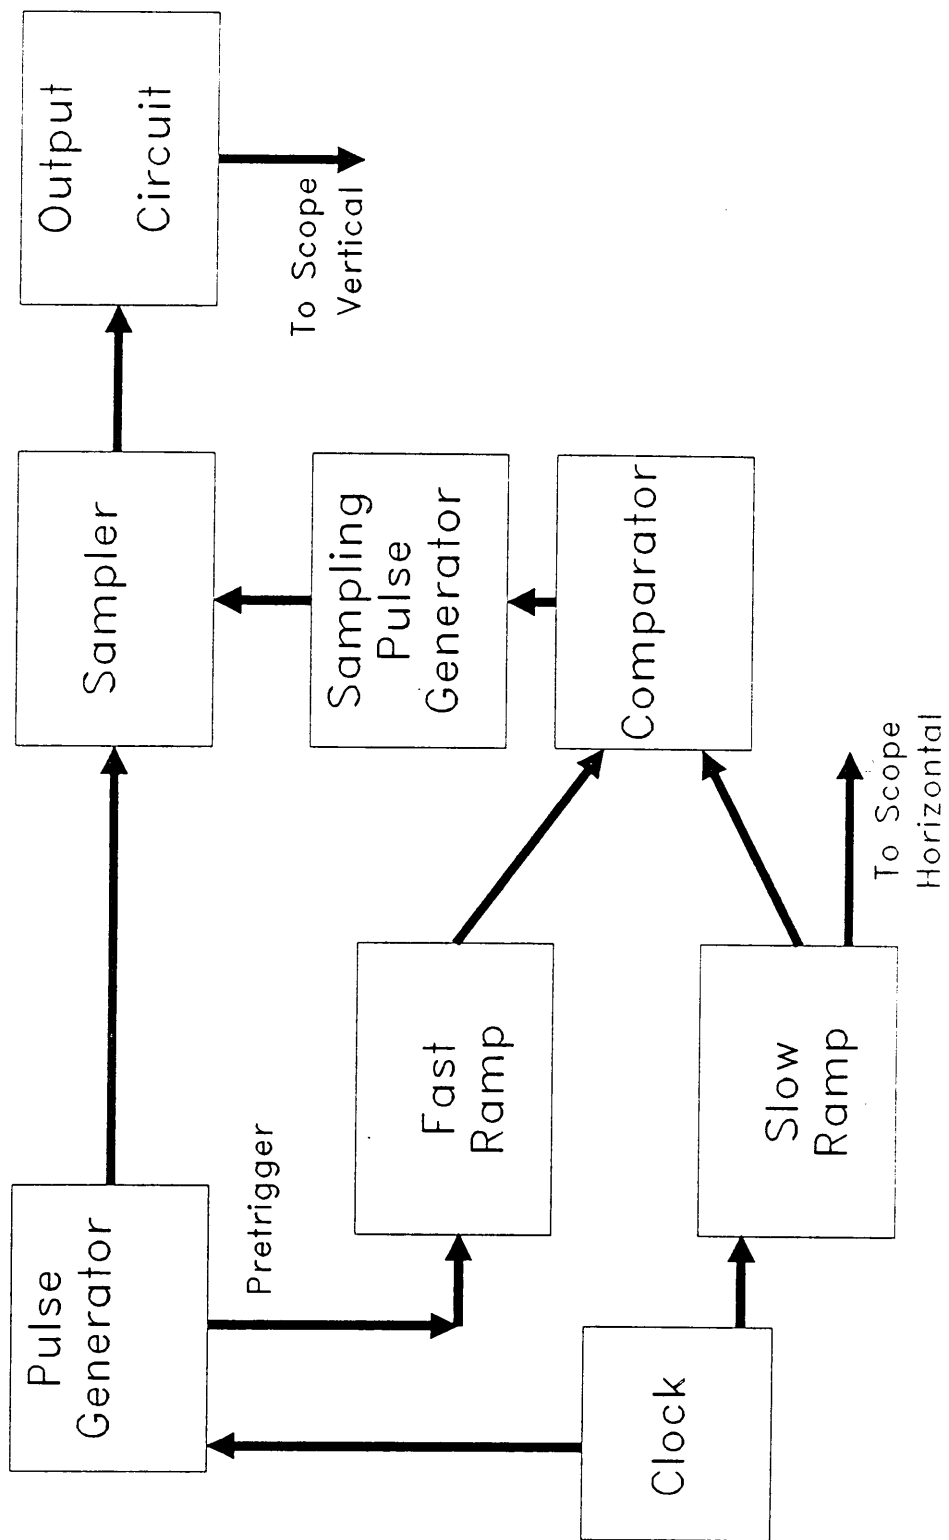 Pulse
Generator
Sampler
Output
Circuit
Pretrigger
To Scope
Vertical
Sampling
Pulse
Generator
Fast
Ramp
Comparator
Clock
Slow
Ramp
To Scope
Horizontal